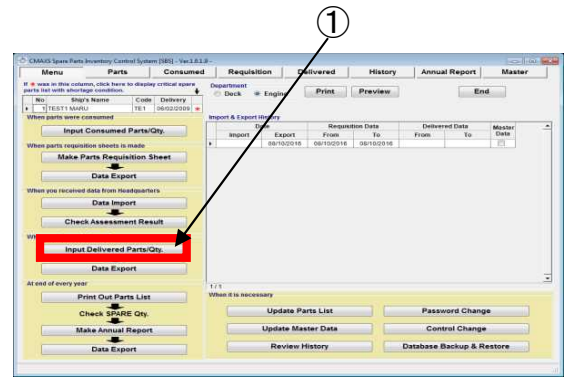 ①
CMAXS Spare Parts Inventory Control System [SBS] - Ver.1.0.1.0 -
Menu Parts Consumed Requisition Delivered History Annual Report Master
If * was in this column, click here to display critical spare
parts list with shortage condition.
No Ship's Name Code Delivery
1 TEST1 MARU TE1 06/02/2009 *
Department
Dock Engine Print Preview End
When parts were consumed
Input Consumed Parts/Qty.
When parts requisition sheets is made
Make Parts Requisition Sheet
Data Export
When you received data from Headquarters
Data Import
Check Assessment Result
Input Delivered Parts/Qty.
Data Export
At end of every year
Print Out Parts List
Check SPARE Qty.
Make Annual Report
Data Export
Import & Export History
Date Requisition Data Delivered Data Master
Data
Import Export From To From To
08/10/2016 08/10/2016 08/10/2016
1 / 1
When it is necessary
Update Parts List Password Change
Update Master Data Control Change
Review History Database Backup & Restore